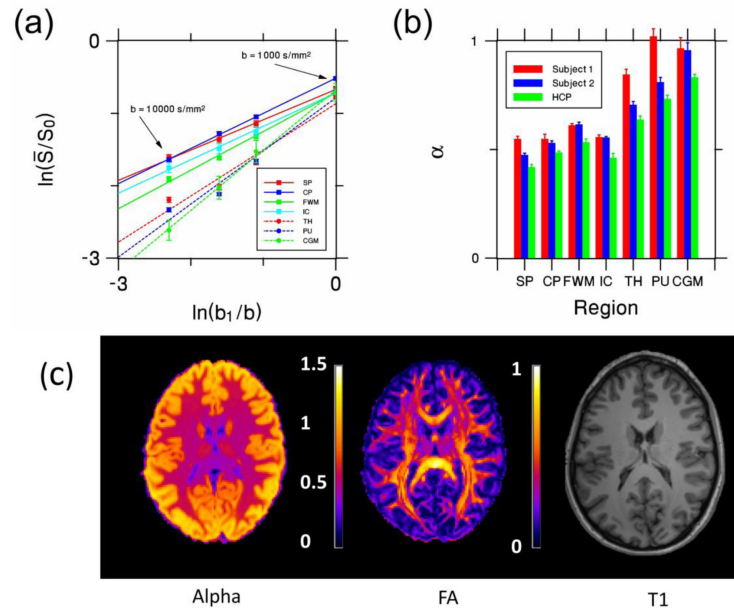 (a)
0
b = 1000 s/mm²
b = 10000 s/mm²
ln(S̄/S₀)
SP
CP
FWM
IC
TH
PU
CGM
-3
-3
0
ln(b₁/b)
(b)
1
Subject 1
Subject 2
HCP
α
0
SP CP FWM IC TH PU CGM
Region
(c)
1.5
1
0.5
0
1
0
Alpha
FA
T1